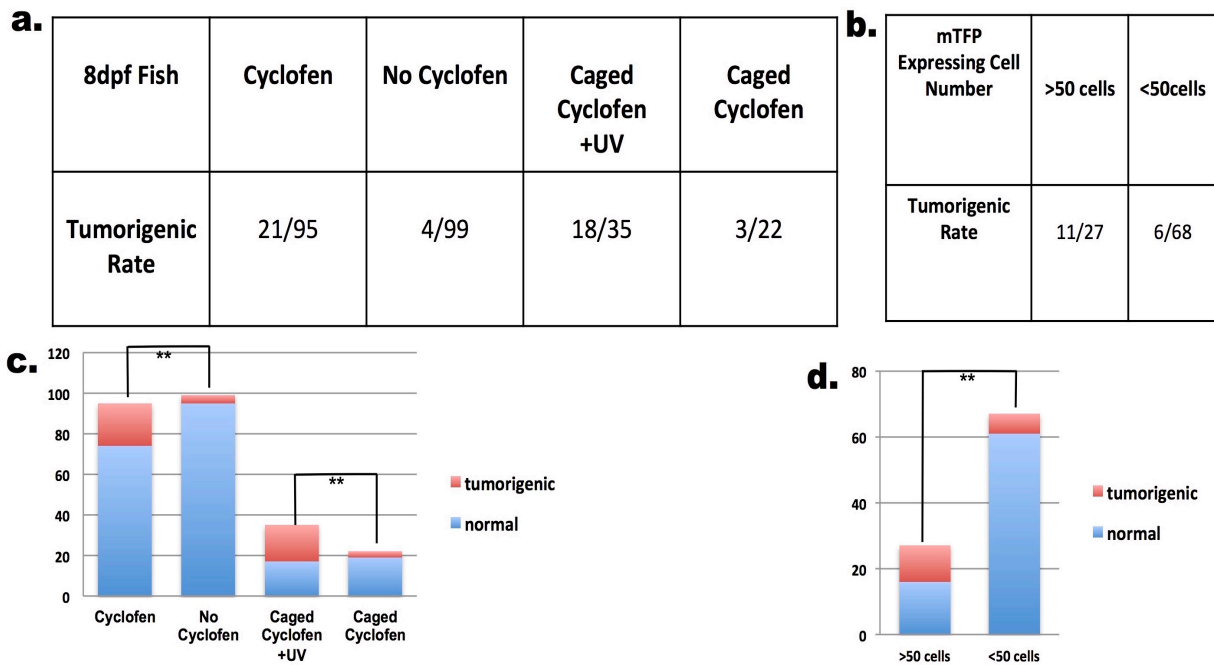 a.
8dpf Fish
Cyclofen
No Cyclofen
Caged
Cyclofen
+UV
Caged
Cyclofen
Tumorigenic
Rate
21/95
4/99
18/35
3/22
b.
mTFP
Expressing Cell
Number
>50 cells
<50cells
Tumorigenic
Rate
11/27
6/68
c.
120
100
80
60
40
20
0
**
**
Cyclofen
No
Cyclofen
Caged
Cyclofen
+UV
Caged
Cyclofen
tumorigenic
normal
d.
80
60
40
20
0
**
>50 cells
<50 cells
tumorigenic
normal